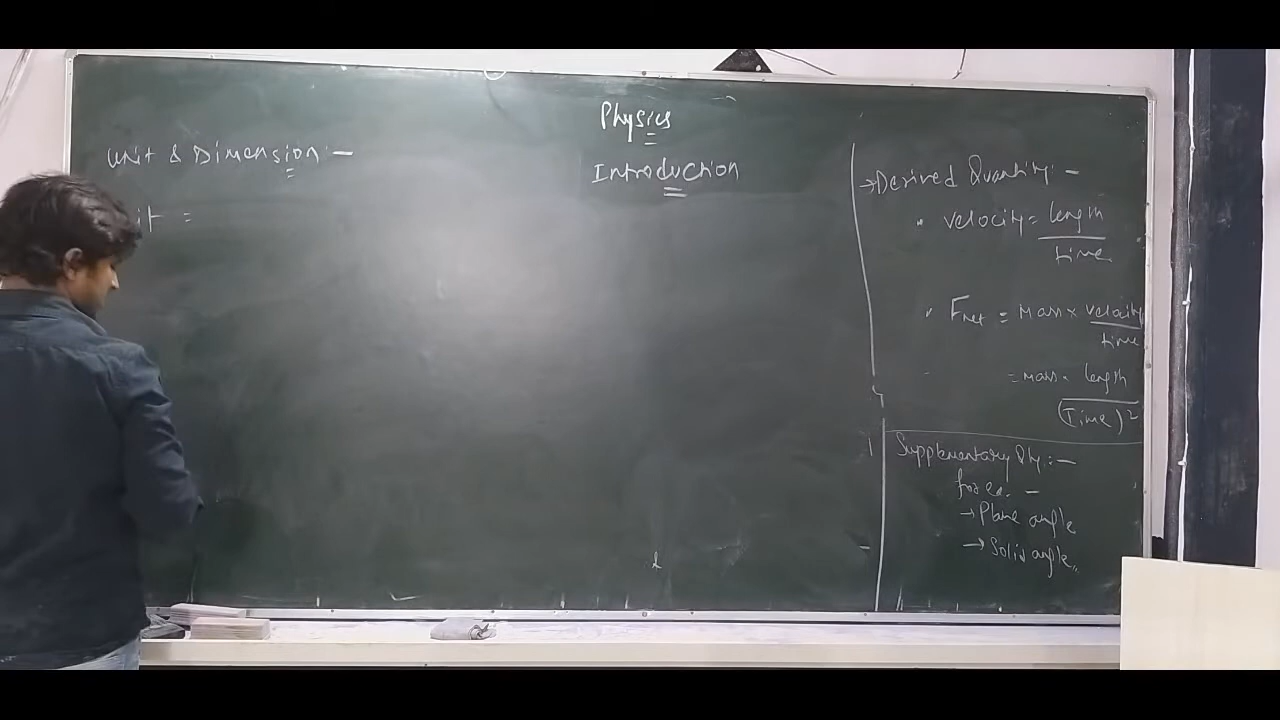 Physics
Introduction
Unit & Dimension :-
it =
→ Derived Quantity :-
• velocity = length
time
• Fnet = mass × velocity
time
= mass × length
(Time)²
Supplementary Qty :-
for ex. -
→ Plane angle
→ Solid angle